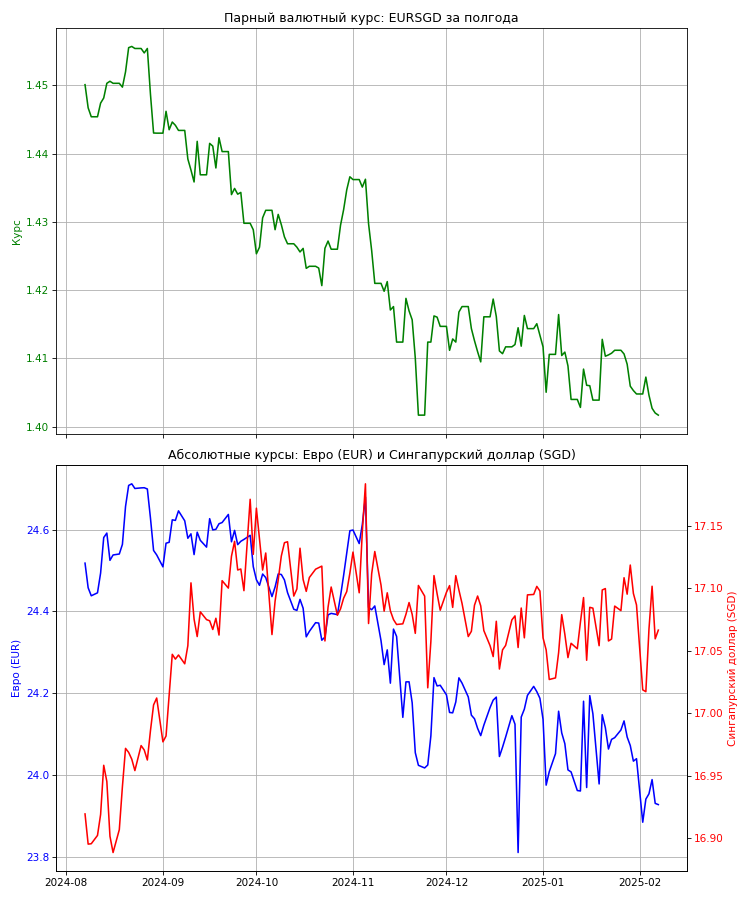 Парный валютный курс: EURSGD за полгода
Курс
1.45
1.44
1.43
1.42
1.41
1.40
Абсолютные курсы: Евро (EUR) и Сингапурский доллар (SGD)
Евро (EUR)
24.6
24.4
24.2
24.0
23.8
17.15
17.10
17.05
17.00
16.95
16.90
Сингапурский доллар (SGD)
2024-08 2024-09 2024-10 2024-11 2024-12 2025-01 2025-02